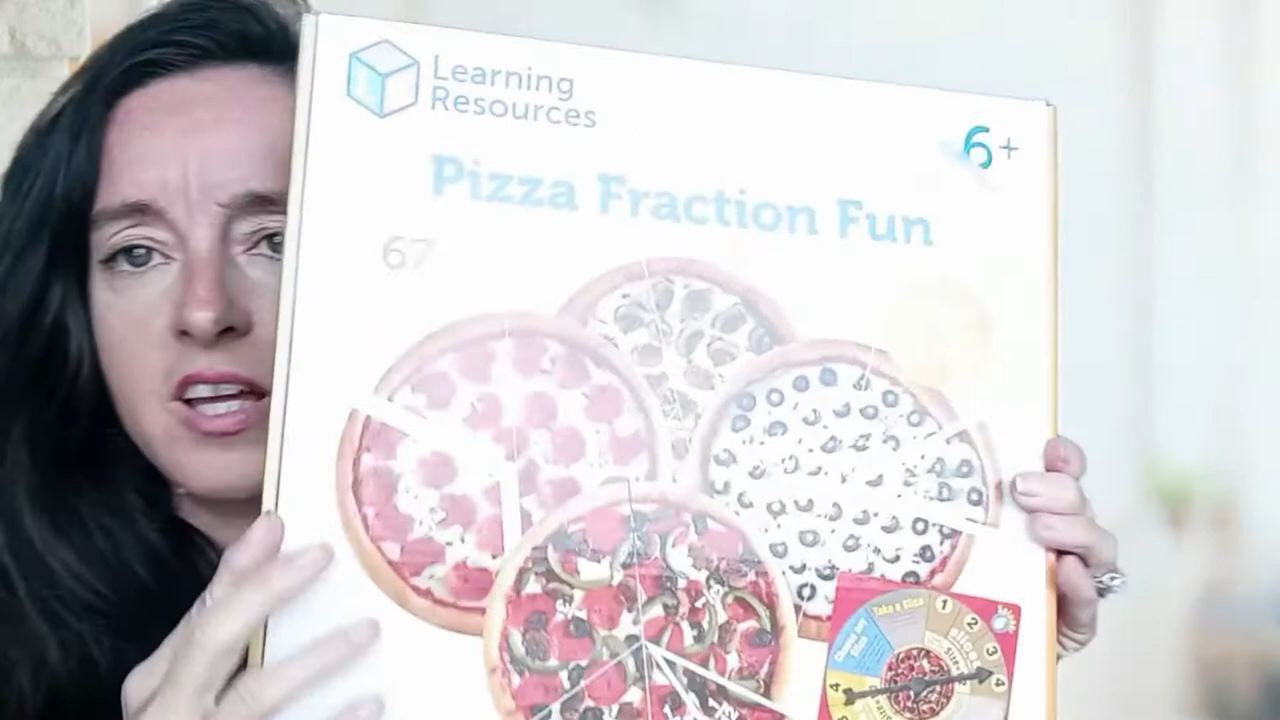 Learning
Resources
6+
Pizza Fraction Fun
67
Take a Slice
1
2
3
4
4